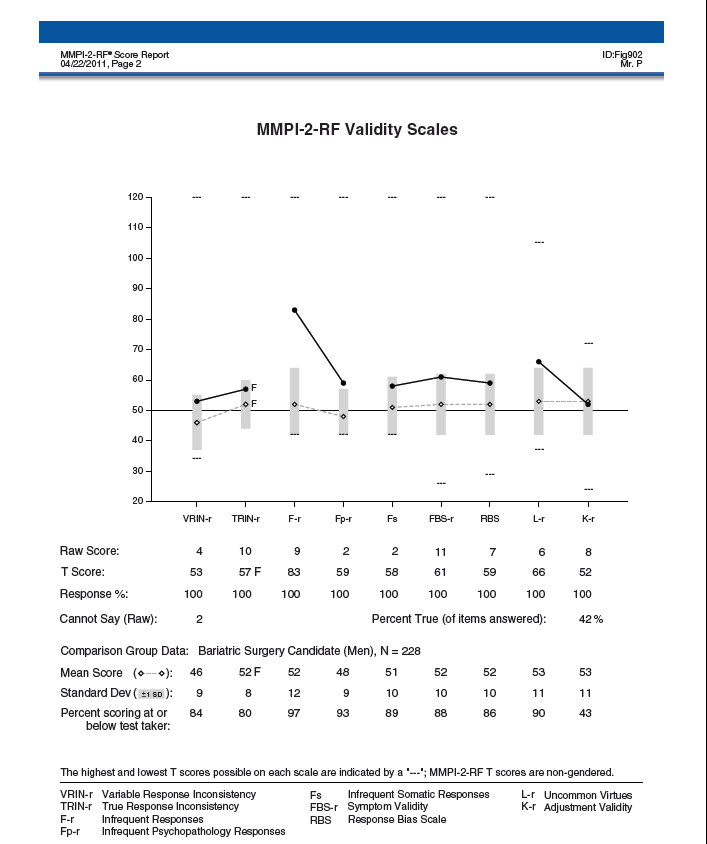 MMPI-2-RF® Score Report ID:Fig902
04/22/2011, Page 2 Mr. P
MMPI-2-RF Validity Scales
120 --- --- --- --- --- --- ---
110
---
100
90
80
70
---
60
F
F
50
40
--- --- ---
---
---
30
---
---
---
20
VRIN-r TRIN-r F-r Fp-r Fs FBS-r RBS L-r K-r
Raw Score: 4 10 9 2 2 11 7 6 8
T Score: 53 57 F 83 59 58 61 59 66 52
Response %: 100 100 100 100 100 100 100 100 100
Cannot Say (Raw): 2 Percent True (of items answered): 42 %
Comparison Group Data: Bariatric Surgery Candidate (Men), N = 228
Mean Score (◇---◇): 46 52 F 52 48 51 52 52 53 53
Standard Dev (±1 SD): 9 8 12 9 10 10 10 11 11
Percent scoring at or 84 80 97 93 89 88 86 90 43
below test taker:
The highest and lowest T scores possible on each scale are indicated by a "---"; MMPI-2-RF T scores are non-gendered.
VRIN-r Variable Response Inconsistency Fs Infrequent Somatic Responses L-r Uncommon Virtues
TRIN-r True Response Inconsistency FBS-r Symptom Validity K-r Adjustment Validity
F-r Infrequent Responses RBS Response Bias Scale
Fp-r Infrequent Psychopathology Responses